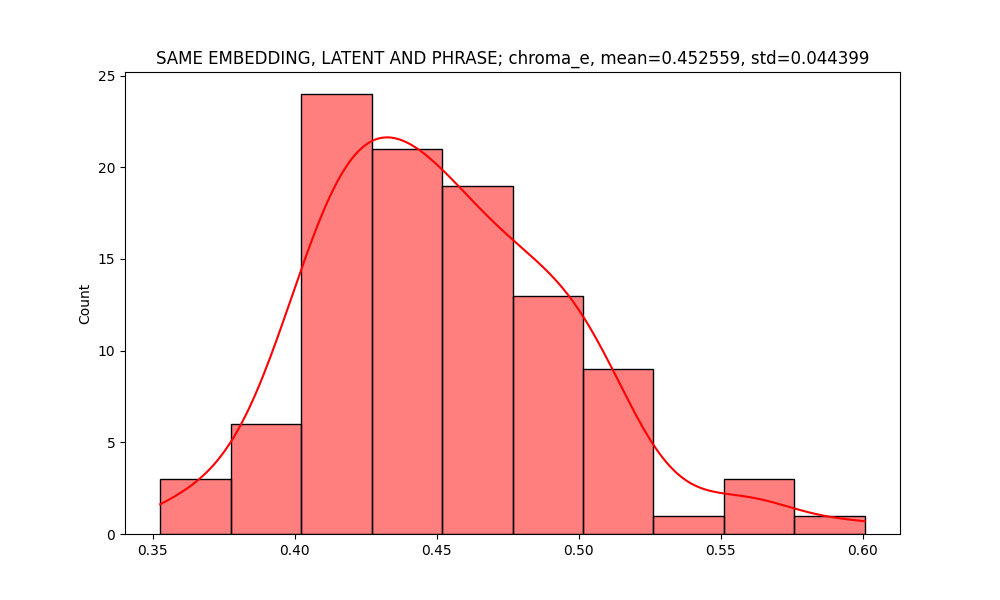 SAME EMBEDDING, LATENT AND PHRASE; chroma_e, mean=0.452559, std=0.044399
25
20
15
10
5
0
Count
0.35 0.40 0.45 0.50 0.55 0.60